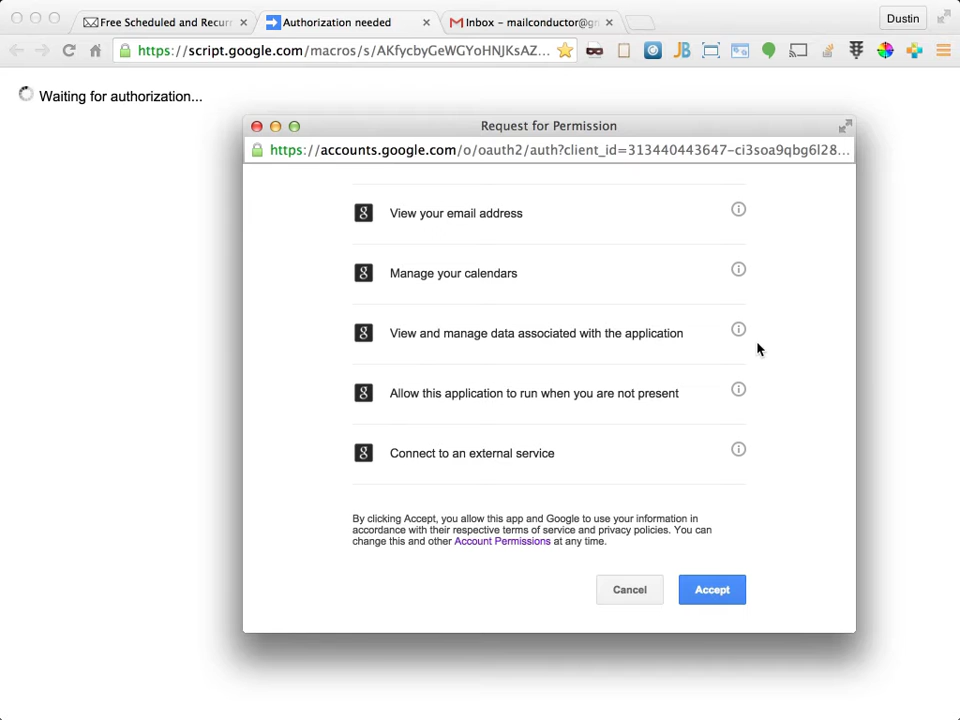 Free Scheduled and Recurr
Authorization needed
Inbox – mailconductor@gm
Dustin
https://script.google.com/macros/s/AKfycbyGeWGYoHNJKsAZ...
JB
Waiting for authorization...
Request for Permission
https://accounts.google.com/o/oauth2/auth?client_id=313440443647-ci3soa9qbg6l28...
g View your email address
g Manage your calendars
g View and manage data associated with the application
g Allow this application to run when you are not present
g Connect to an external service
By clicking Accept, you allow this app and Google to use your information in
accordance with their respective terms of service and privacy policies. You can
change this and other Account Permissions at any time.
Cancel Accept